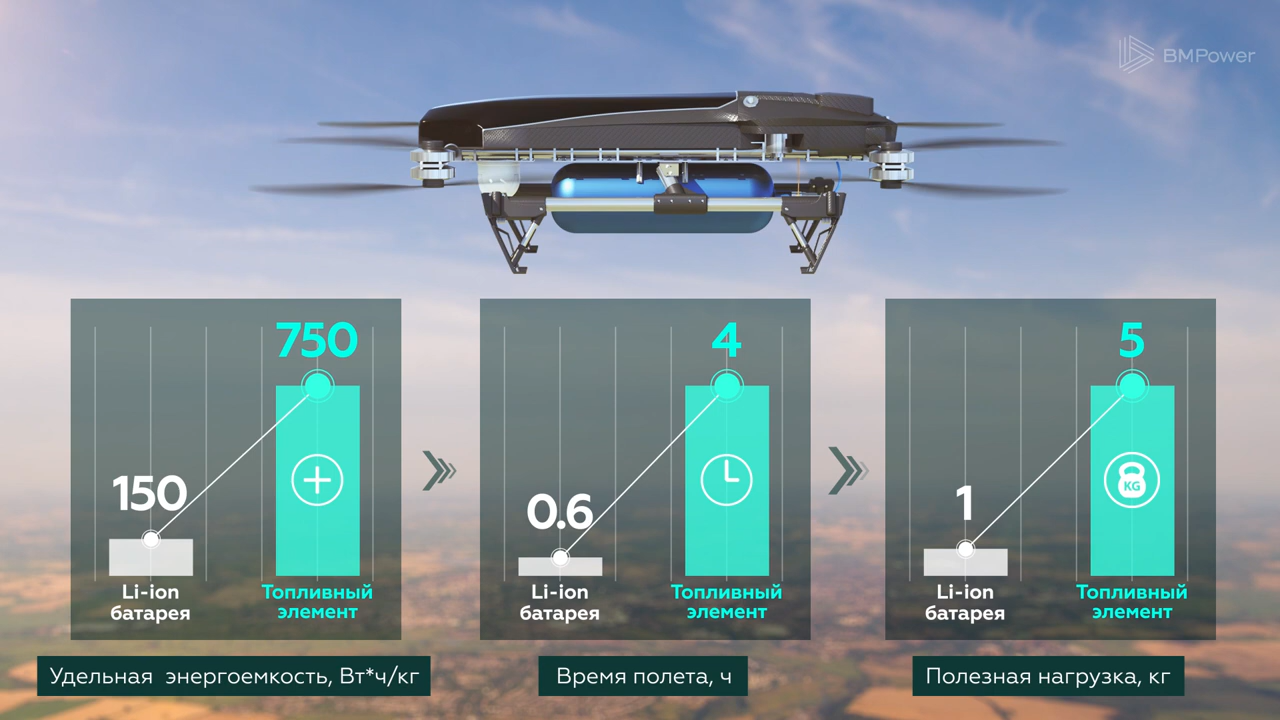 BMPower
750
150
Li-ion
батарея
Топливный
элемент
Удельная энергоемкость, Вт*ч/кг
4
0.6
Li-ion
батарея
Топливный
элемент
Время полета, ч
5
1
KG
Li-ion
батарея
Топливный
элемент
Полезная нагрузка, кг